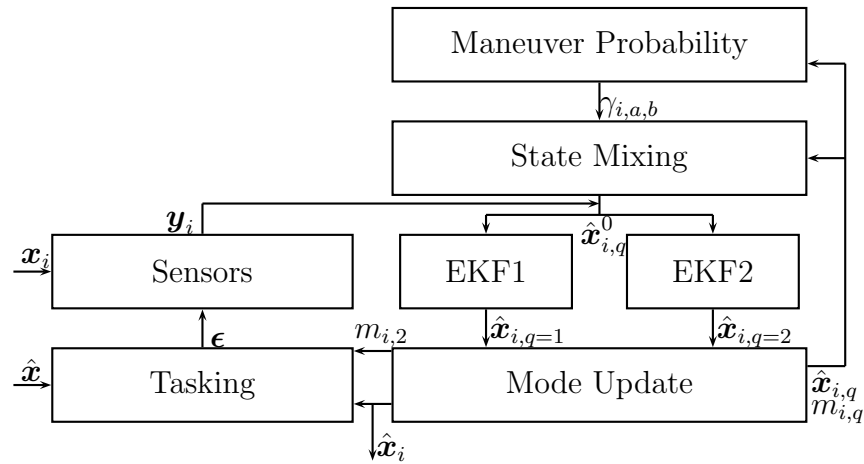 Maneuver Probability
γ_{i,a,b}
State Mixing
y_i
x̂^0_{i,q}
x_i
Sensors
EKF1
EKF2
ϵ
m_{i,2}
x̂_{i,q=1}
x̂_{i,q=2}
x̂
Tasking
Mode Update
x̂_{i,q}
m_{i,q}
x̂_i